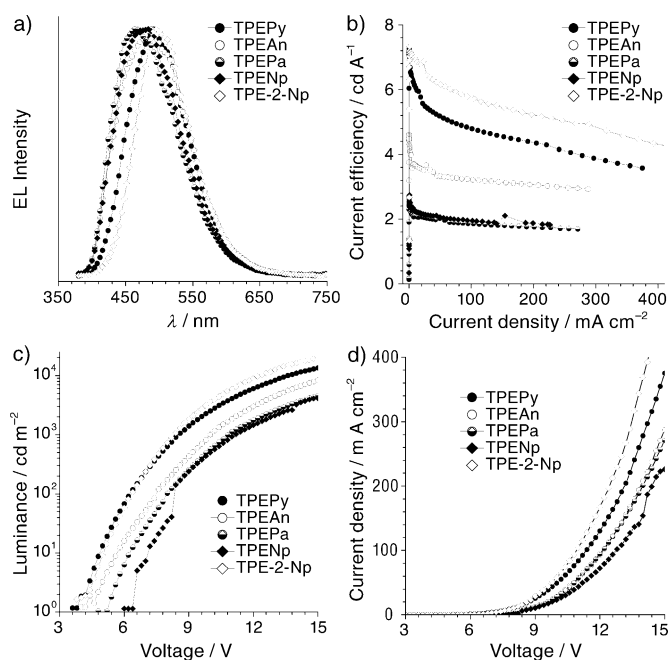 a)
TPEPy
TPEAn
TPEPa
TPENp
TPE-2-Np
EL Intensity
350 450 550 650 750
λ / nm
b)
TPEPy
TPEAn
TPEPa
TPENp
TPE-2-Np
Current efficiency / cd A⁻¹
8
6
4
2
0
0 100 200 300 400
Current density / mA cm⁻²
c)
Luminance / cd m⁻²
10⁴
10³
10²
10¹
10⁰
TPEPy
TPEAn
TPEPa
TPENp
TPE-2-Np
3 6 9 12 15
Voltage / V
d)
TPEPy
TPEAn
TPEPa
TPENp
TPE-2-Np
Current density / m A cm⁻²
400
300
200
100
0
3 6 9 12 15
Voltage / V